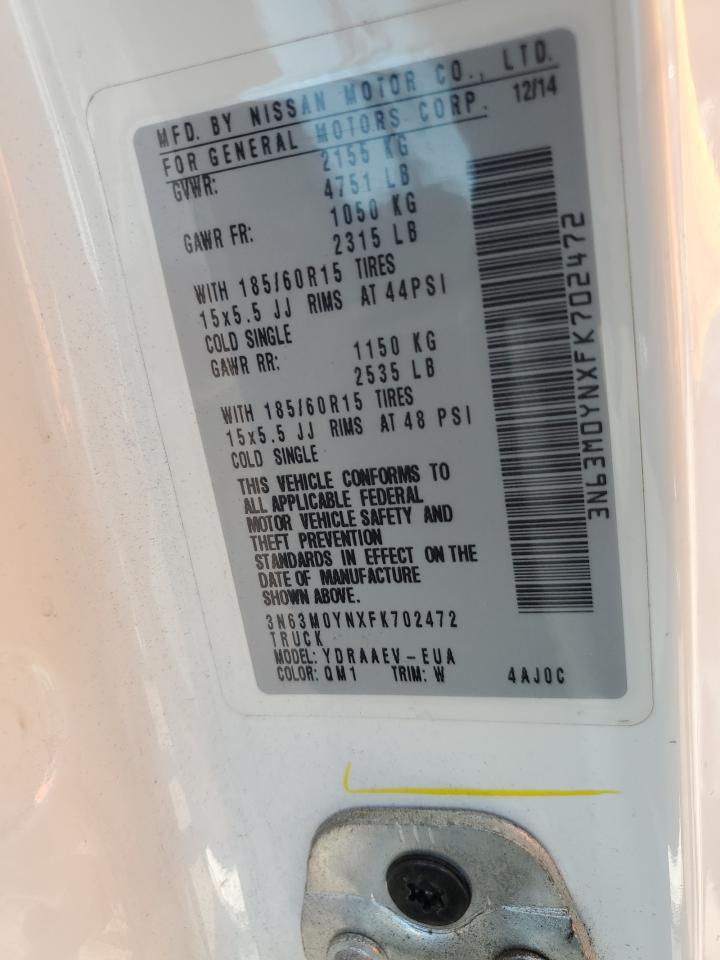 MFD. BY NISSAN MOTOR CO., LTD.
FOR GENERAL MOTORS CORP. 12/14
GVWR: 2155 KG
4751 LB
GAWR FR: 1050 KG
2315 LB
WITH 185/60R15 TIRES
15x5.5 JJ RIMS AT 44PSI
COLD SINGLE
GAWR RR: 1150 KG
2535 LB
WITH 185/60R15 TIRES
15x5.5 JJ RIMS AT 48 PSI
COLD SINGLE
THIS VEHICLE CONFORMS TO
ALL APPLICABLE FEDERAL
MOTOR VEHICLE SAFETY AND
THEFT PREVENTION
STANDARDS IN EFFECT ON THE
DATE OF MANUFACTURE
SHOWN ABOVE.
3N63M0YNXFK702472
TRUCK
MODEL: YDRAAEV-EUA
COLOR: QM1 TRIM: W 4AJ0C
3N63M0YNXFK702472